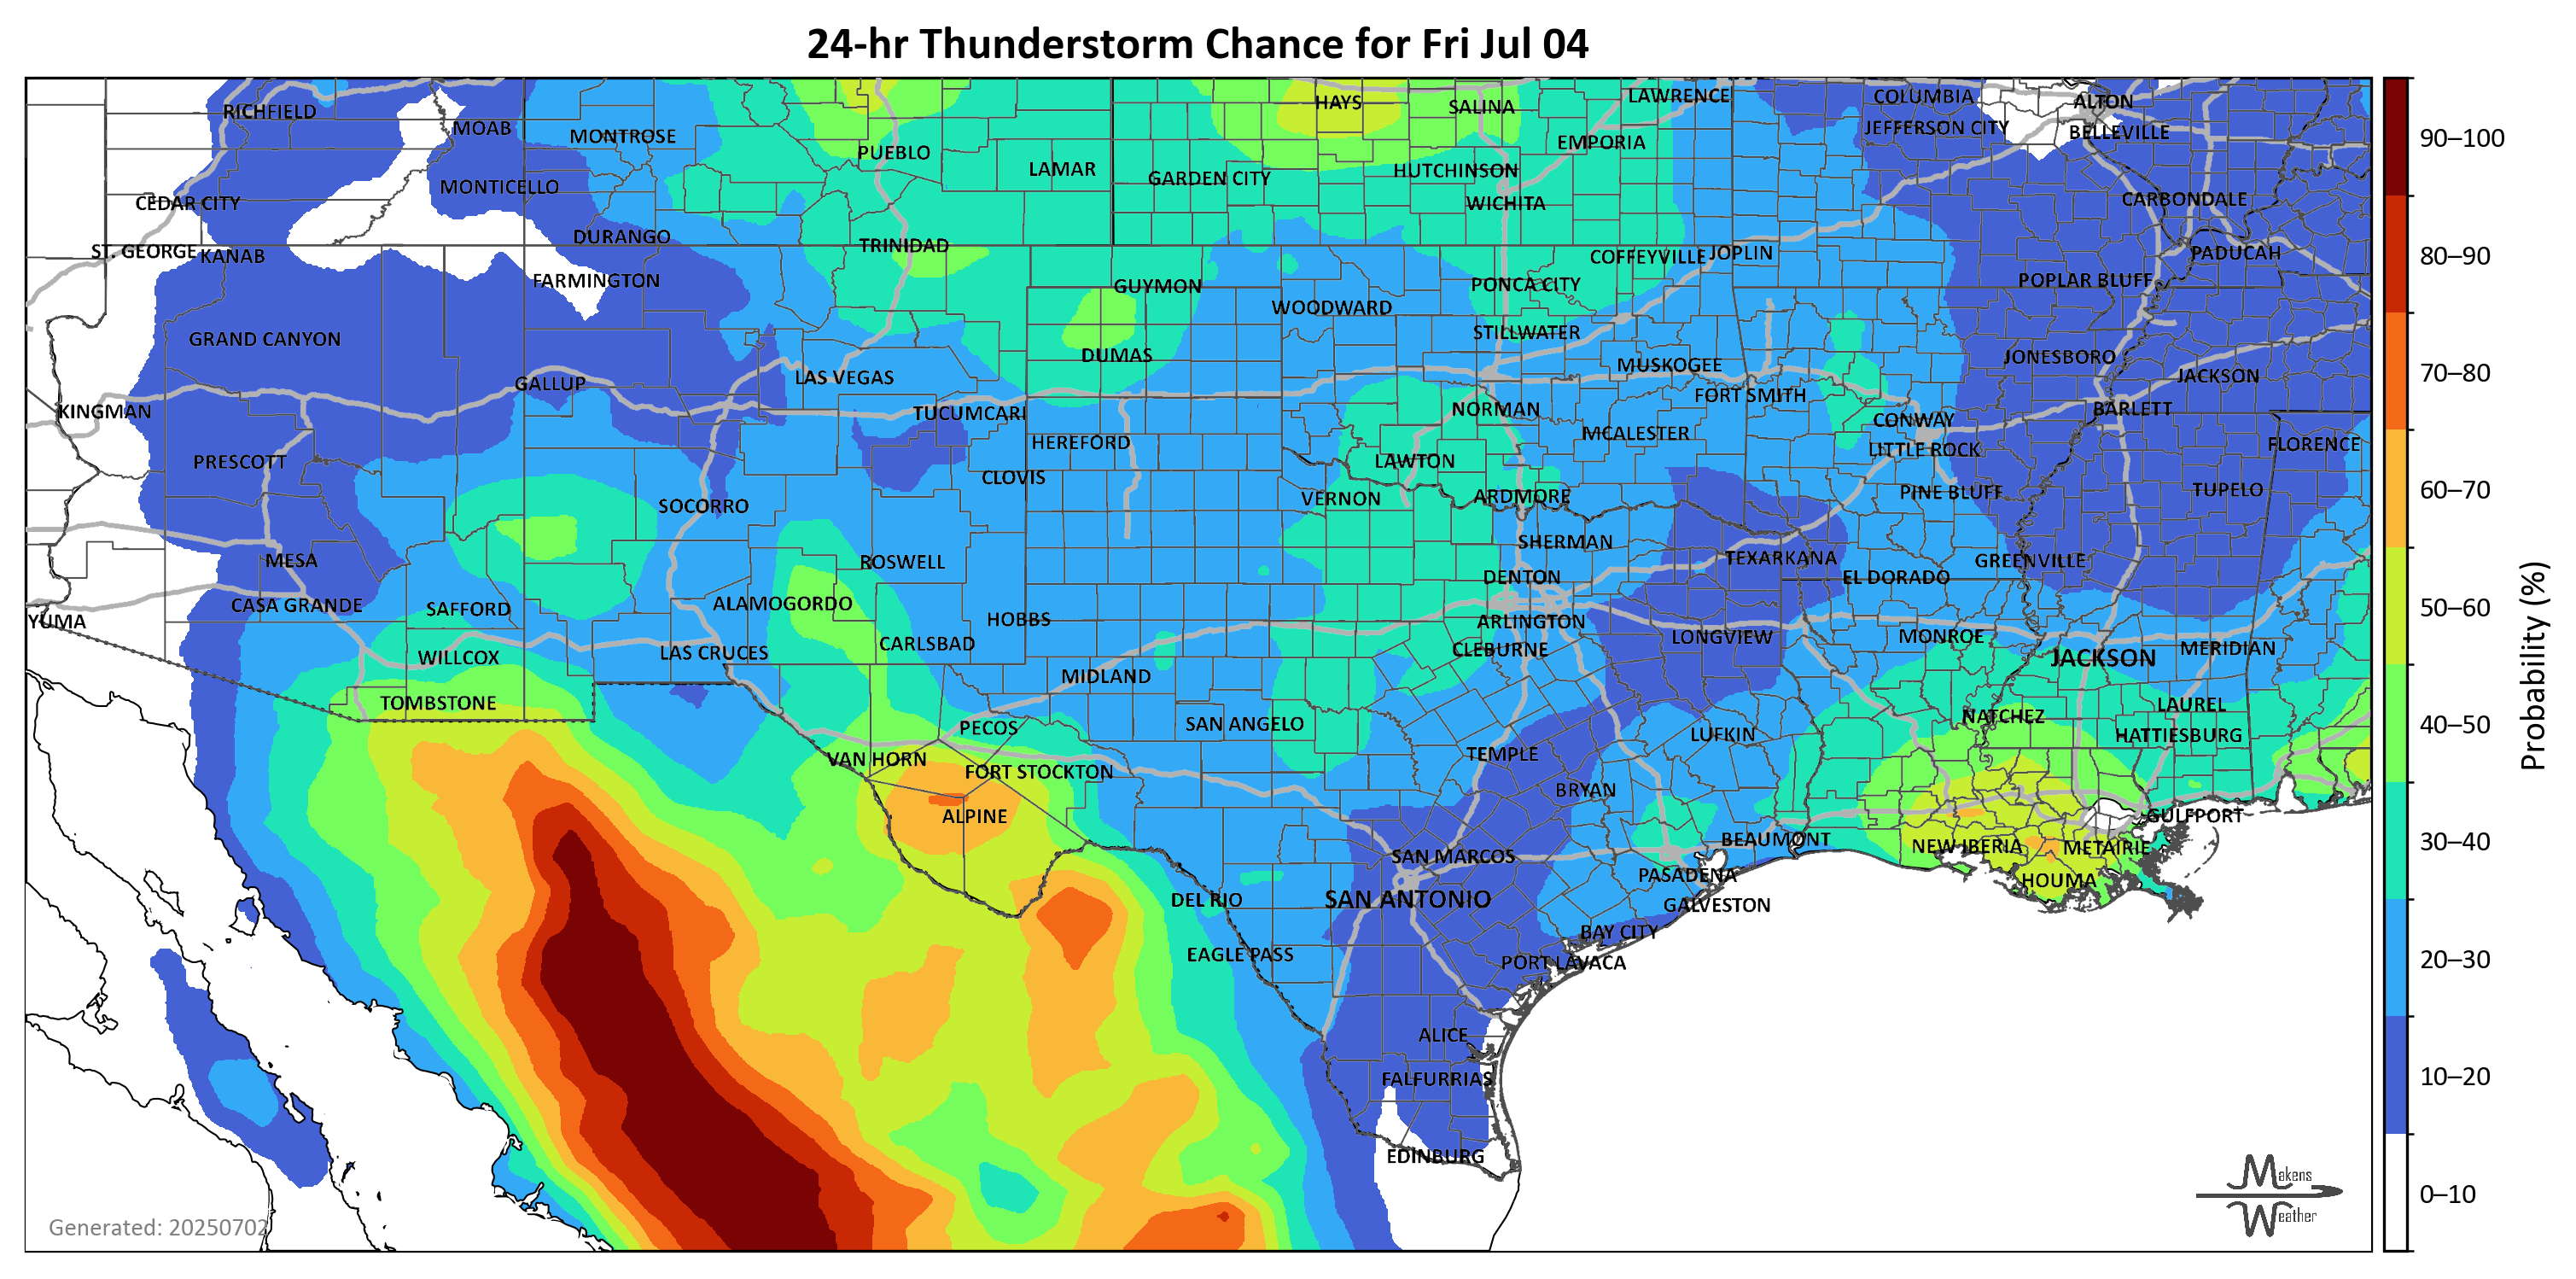 24-hr Thunderstorm Chance for Fri Jul 04
RICHFIELD
MOAB
MONTROSE
PUEBLO
LAMAR
HAYS
SALINA
LAWRENCE
COLUMBIA
ALTON
JEFFERSON CITY
BELLEVILLE
EMPORIA
GARDEN CITY
HUTCHINSON
MONTICELLO
CEDAR CITY
WICHITA
CARBONDALE
DURANGO
TRINIDAD
ST. GEORGE
KANAB
COFFEYVILLE
JOPLIN
PADUCAH
FARMINGTON
GUYMON
PONCA CITY
POPLAR BLUFF
WOODWARD
STILLWATER
GRAND CANYON
DUMAS
MUSKOGEE
JONESBORO
JACKSON
GALLUP
LAS VEGAS
FORT SMITH
KINGMAN
TUCUMCARI
NORMAN
BARLETT
CONWAY
HEREFORD
MCALESTER
LITTLE ROCK
FLORENCE
PRESCOTT
CLOVIS
LAWTON
SOCORRO
VERNON
ARDMORE
PINE BLUFF
TUPELO
MESA
ROSWELL
SHERMAN
TEXARKANA
GREENVILLE
DENTON
EL DORADO
CASA GRANDE
SAFFORD
ALAMOGORDO
HOBBS
YUMA
ARLINGTON
LONGVIEW
MONROE
WILLCOX
LAS CRUCES
CARLSBAD
CLEBURNE
JACKSON
MERIDIAN
MIDLAND
TOMBSTONE
PECOS
SAN ANGELO
NATCHEZ
LAUREL
LUFKIN
HATTIESBURG
VAN HORN
FORT STOCKTON
TEMPLE
BRYAN
ALPINE
GULFPORT
BEAUMONT
SAN MARCOS
NEW IBERIA
METAIRIE
PASADENA
HOUMA
DEL RIO
SAN ANTONIO
GALVESTON
BAY CITY
EAGLE PASS
PORT LAVACA
ALICE
FALFURRIAS
EDINBURG
Generated: 20250702
Makens
Weather
90–100
80–90
70–80
60–70
50–60
40–50
30–40
20–30
10–20
0–10
Probability (%)